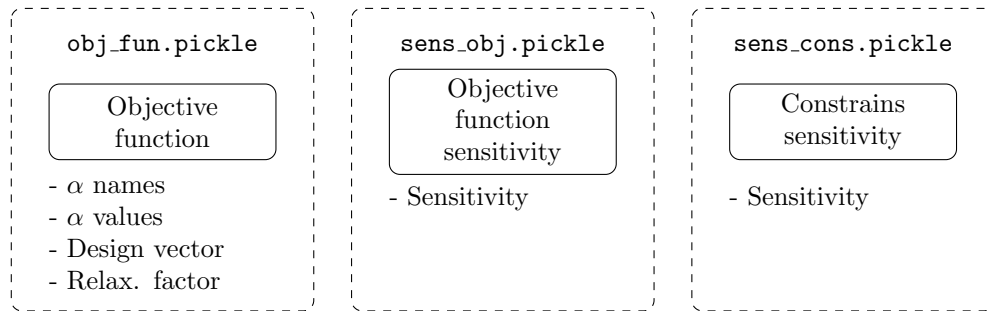 obj_fun.pickle
Objective
function
- α names
- α values
- Design vector
- Relax. factor
sens_obj.pickle
Objective
function
sensitivity
- Sensitivity
sens_cons.pickle
Constrains
sensitivity
- Sensitivity